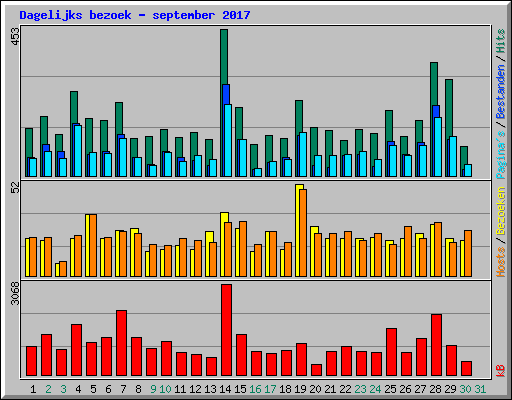 Dagelijks bezoek - september 2017
453
52
3068
Hosts / Bezoeken Pagina's / Bestanden / Hits
kB
1 2 3 4 5 6 7 8 9 10 11 12 13 14 15 16 17 18 19 20 21 22 23 24 25 26 27 28 29 30 31